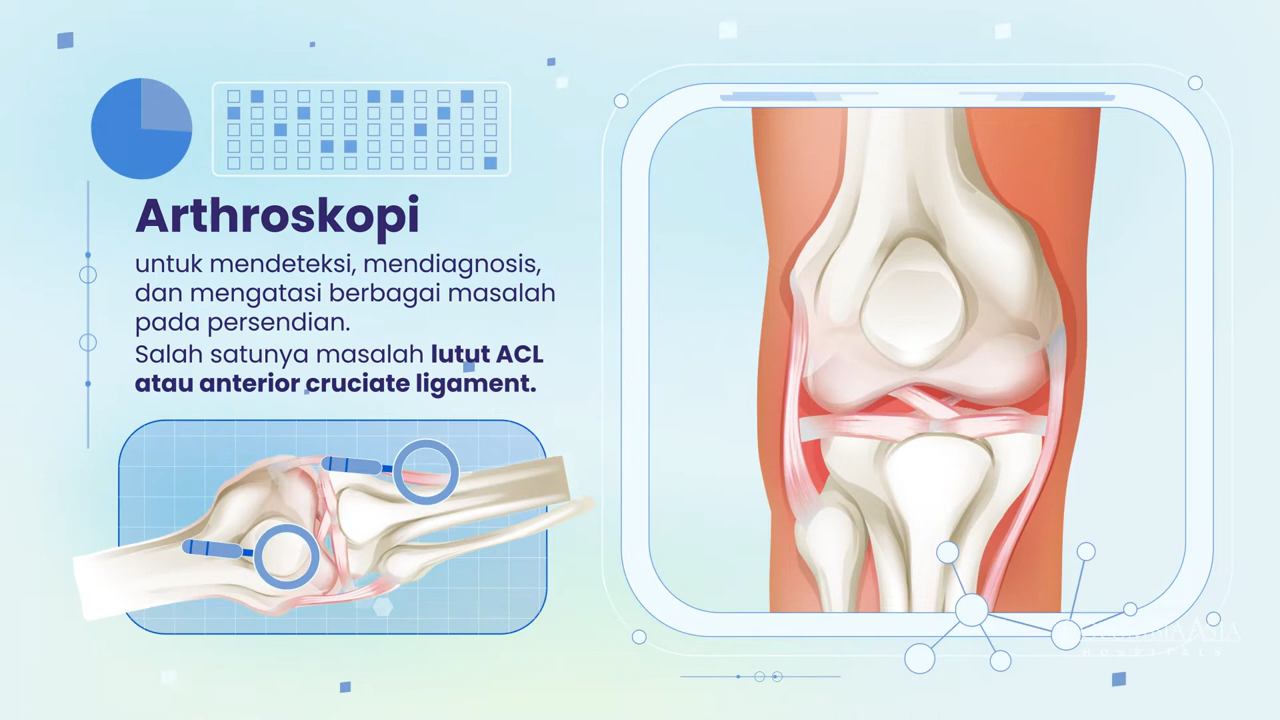 Arthroskopi
untuk mendeteksi, mendiagnosis,
dan mengatasi berbagai masalah
pada persendian.
Salah satunya masalah lutut ACL
atau anterior cruciate ligament.
HOSPITALS